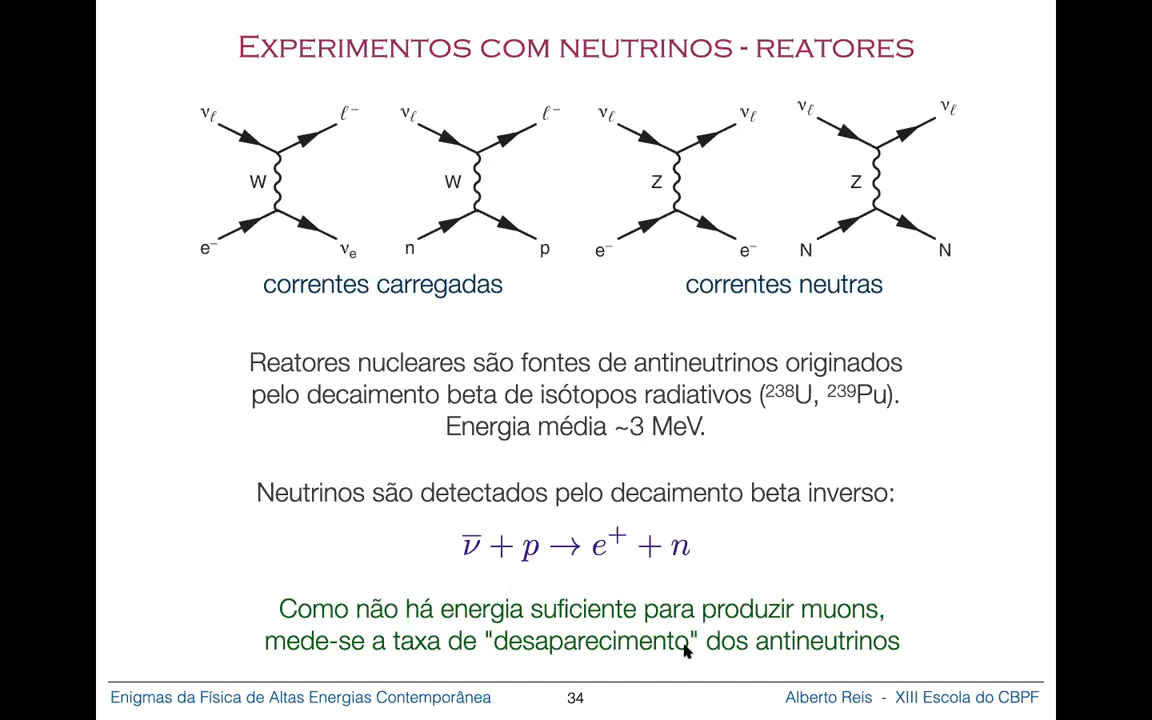 EXPERIMENTOS COM NEUTRINOS - REATORES
νℓ ℓ⁻ νℓ ℓ⁻ νℓ νℓ νℓ νℓ
W W Z Z
e⁻ νe n p e⁻ e⁻ N N
correntes carregadas correntes neutras
Reatores nucleares são fontes de antineutrinos originados
pelo decaimento beta de isótopos radiativos (²³⁸U, ²³⁹Pu).
Energia média ~3 MeV.
Neutrinos são detectados pelo decaimento beta inverso:
ν̅ + p → e⁺ + n
Como não há energia suficiente para produzir muons,
mede-se a taxa de "desaparecimento" dos antineutrinos
Enigmas da Física de Altas Energias Contemporânea 34 Alberto Reis - XIII Escola do CBPF